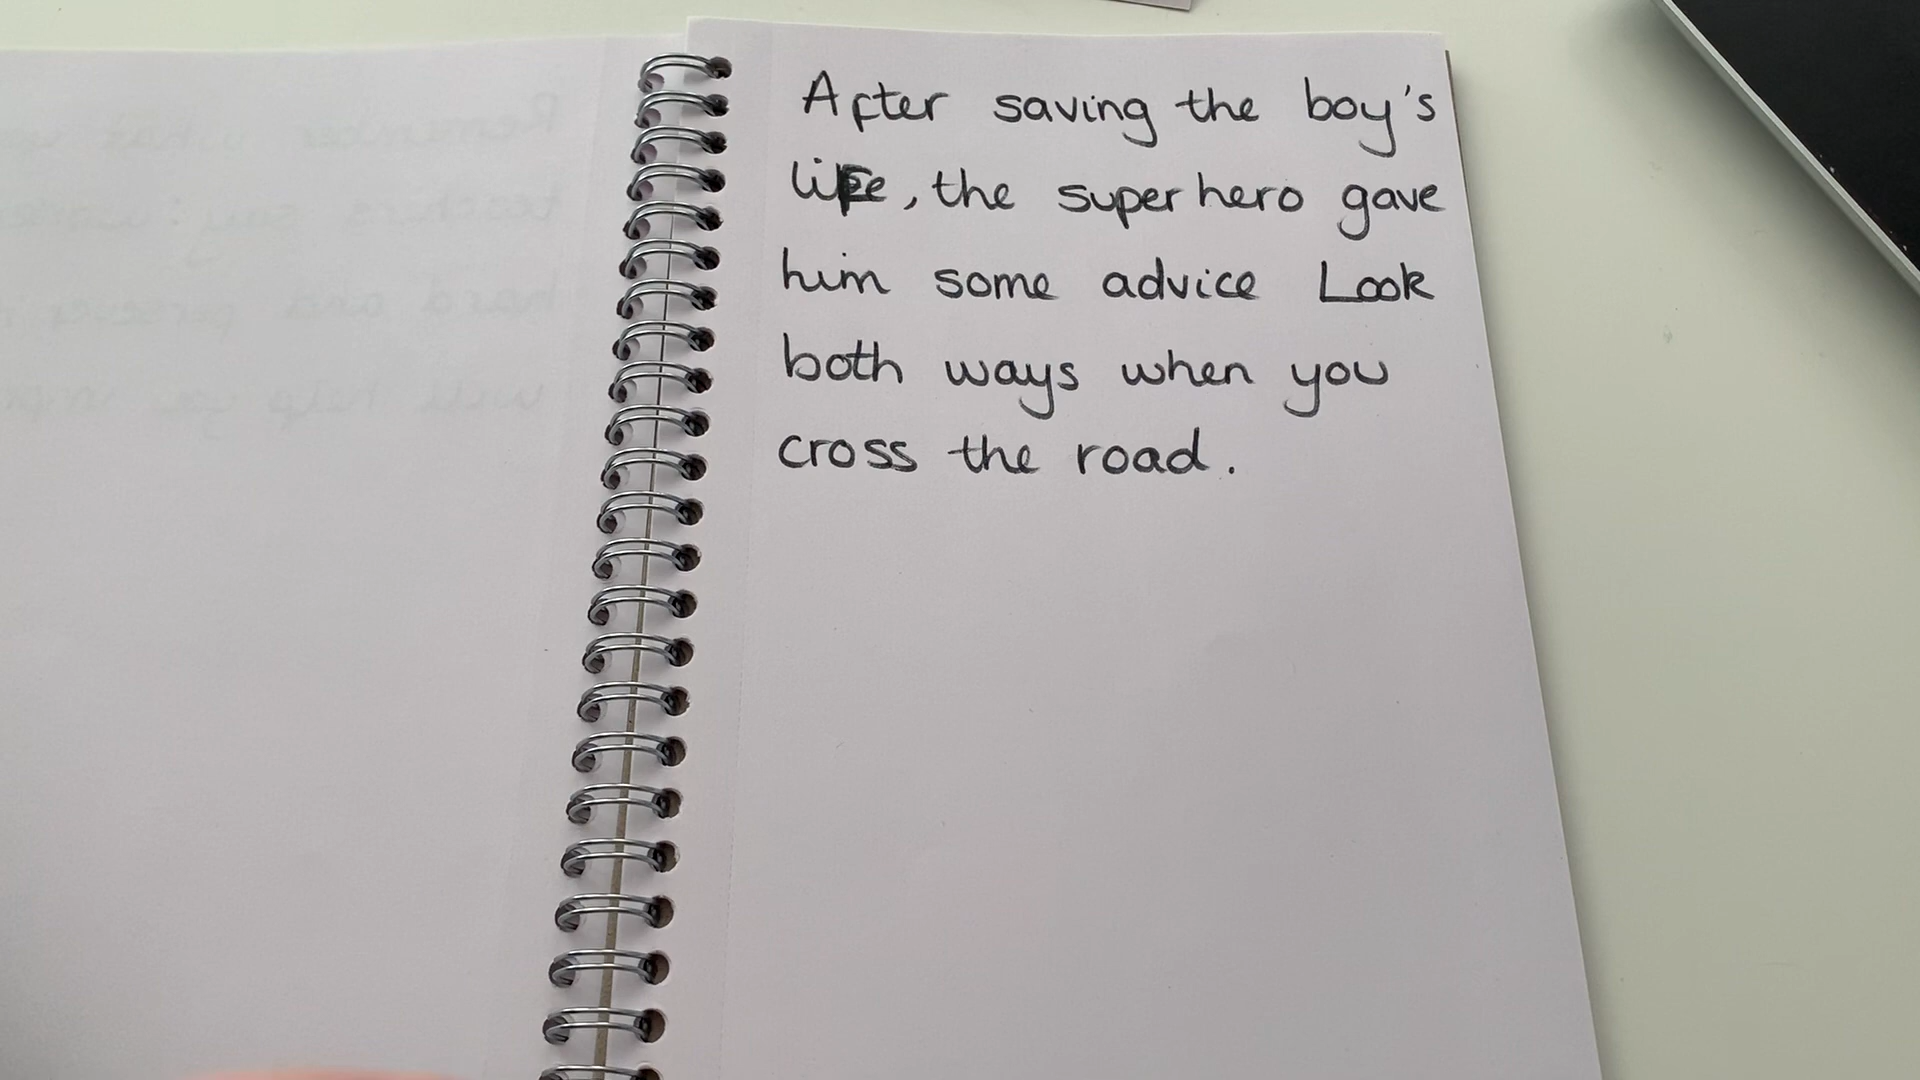 After saving the boy's
life, the superhero gave
him some advice Look
both ways when you
cross the road.